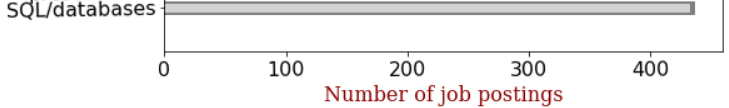 SQL/databases
0 100 200 300 400
Number of job postings